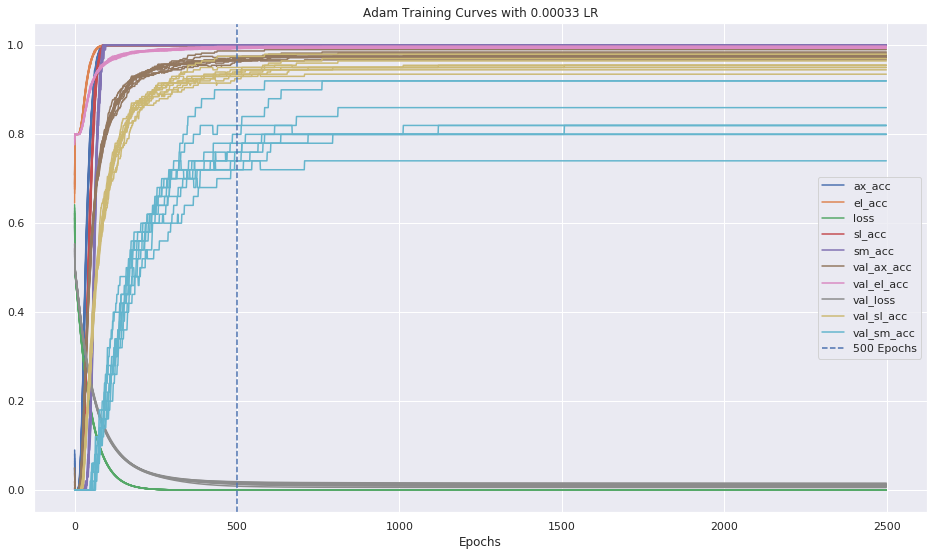 Adam Training Curves with 0.00033 LR
1.0
0.8
0.6
0.4
0.2
0.0
0
500
1000
1500
2000
2500
Epochs
ax_acc
el_acc
loss
sl_acc
sm_acc
val_ax_acc
val_el_acc
val_loss
val_sl_acc
val_sm_acc
500 Epochs